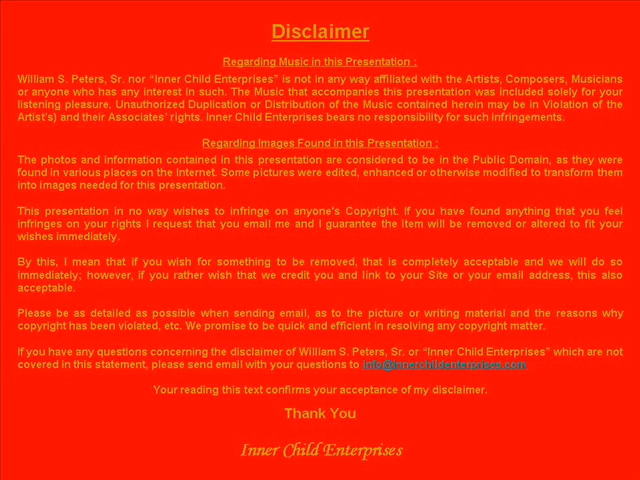 Disclaimer
Regarding Music in this Presentation :
William S. Peters, Sr. nor “Inner Child Enterprises” is not in any way affiliated with the Artists, Composers, Musicians
or anyone who has any interest in such. The Music that accompanies this presentation was included solely for your
listening pleasure. Unauthorized Duplication or Distribution of the Music contained herein may be in Violation of the
Artist’s} and their Associates’ rights. Inner Child Enterprises bears no responsibility for such infringements.
Regarding Images Found in this Presentation :
The photos and information contained in this presentation are considered to be in the Public Domain, as they were
found in various places on the Internet. Some pictures were edited, enhanced or otherwise modified to transform them
into images needed for this presentation.
This presentation in no way wishes to infringe on anyone's Copyright. If you have found anything that you feel
infringes on your rights I request that you email me and I guarantee the item will be removed or altered to fit your
wishes immediately.
By this, I mean that if you wish for something to be removed, that is completely acceptable and we will do so
immediately; however, if you rather wish that we credit you and link to your Site or your email address, this also
acceptable.
Please be as detailed as possible when sending email, as to the picture or writing material and the reasons why
copyright has been violated, etc. We promise to be quick and efficient in resolving any copyright matter.
If you have any questions concerning the disclaimer of William S. Peters, Sr. or “Inner Child Enterprises” which are not
covered in this statement, please send email with your questions to info@innerchildenterprises.com
Your reading this text confirms your acceptance of my disclaimer.
Thank You
Inner Child Enterprises